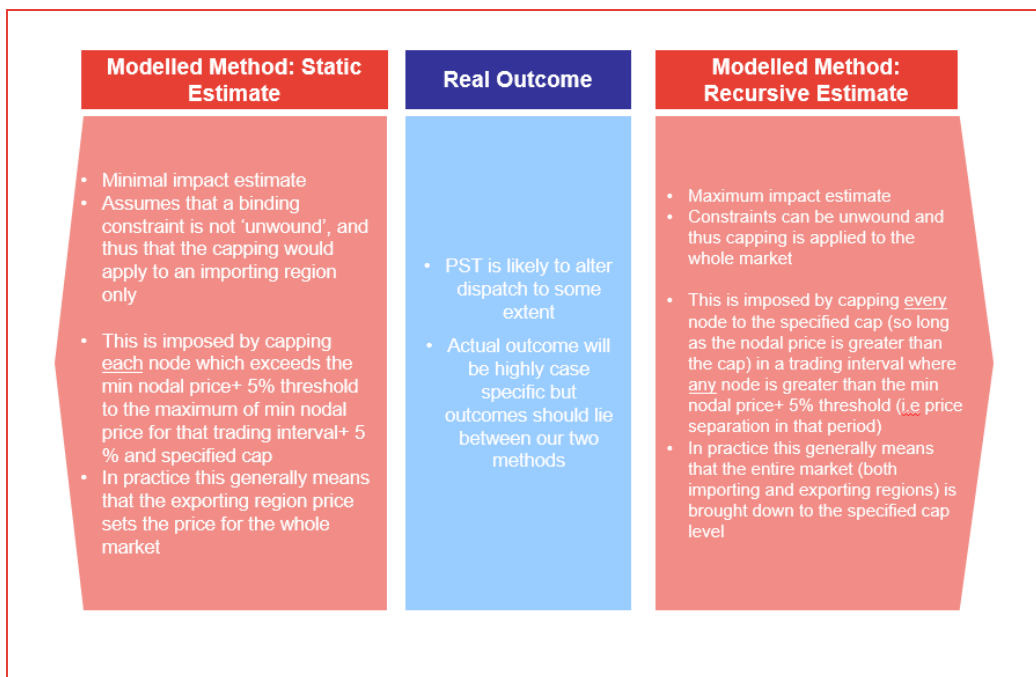 Modelled Method: Static
Estimate
• Minimal impact estimate
• Assumes that a binding
constraint is not ‘unwound’, and
thus that the capping would
apply to an importing region
only
• This is imposed by capping
each node which exceeds the
min nodal price+ 5% threshold
to the maximum of min nodal
price for that trading interval+ 5
% and specified cap
• In practice this generally means
that the exporting region price
sets the price for the whole
market
Real Outcome
• PST is likely to alter
dispatch to some
extent
• Actual outcome will
be highly case
specific but
outcomes should lie
between our two
methods
Modelled Method:
Recursive Estimate
• Maximum impact estimate
• Constraints can be unwound and
thus capping is applied to the
whole market
• This is imposed by capping every
node to the specified cap (so long
as the nodal price is greater than
the cap) in a trading interval where
any node is greater than the min
nodal price+ 5% threshold (i.e price
separation in that period)
• In practice this generally means
that the entire market (both
importing and exporting regions) is
brought down to the specified cap
level